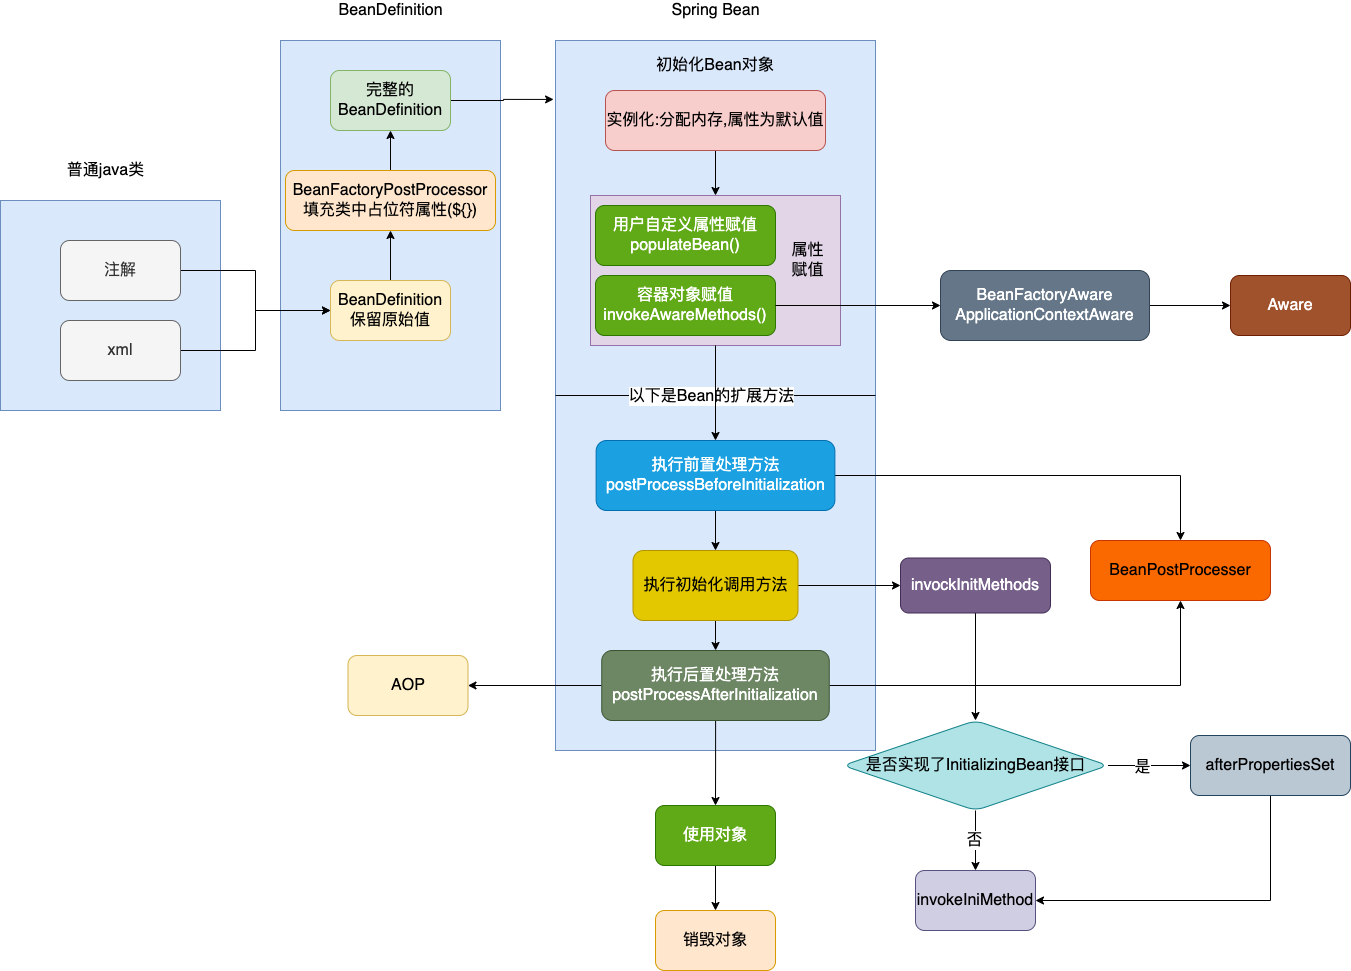 BeanDefinition
Spring Bean
普通java类
注解
xml
完整的
BeanDefinition
BeanFactoryPostProcessor
填充类中占位符属性(${})
BeanDefinition
保留原始值
初始化Bean对象
实例化:分配内存,属性为默认值
用户自定义属性赋值
populateBean()
容器对象赋值
invokeAwareMethods()
属性
赋值
BeanFactoryAware
ApplicationContextAware
Aware
以下是Bean的扩展方法
执行前置处理方法
postProcessBeforeInitialization
执行初始化调用方法
invockInitMethods
BeanPostProcesser
执行后置处理方法
postProcessAfterInitialization
AOP
是否实现了InitializingBean接口
是
afterPropertiesSet
否
invokeIniMethod
使用对象
销毁对象